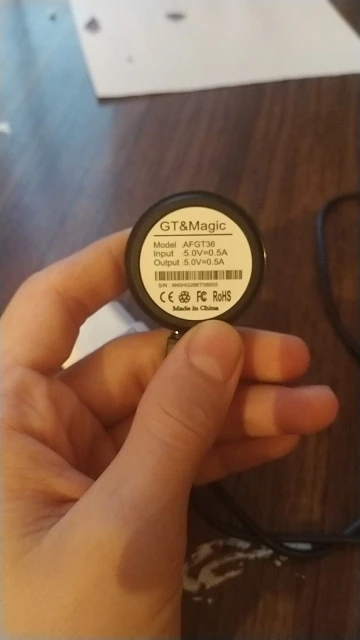 GT&Magic
Model :AFGT36
Input :5.0V=0.5A
Output :5.0V=0.5A
S/N :
CE FC RoHS
Made in China